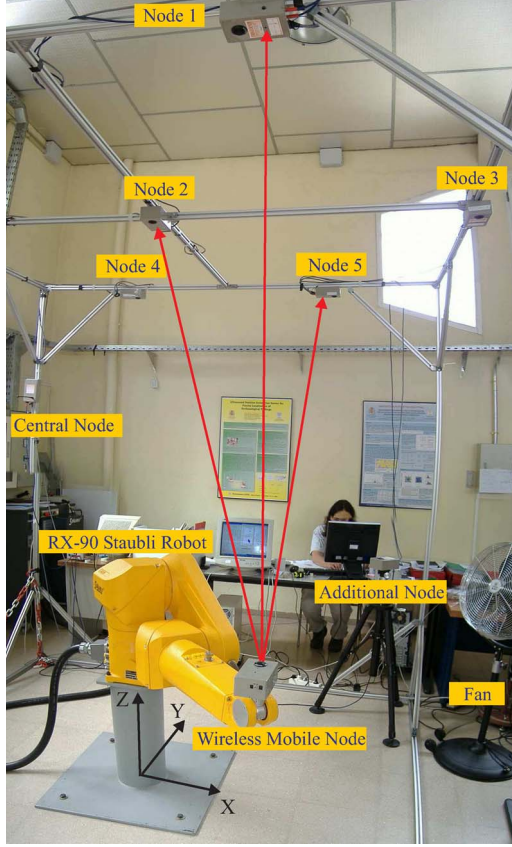 Node 1
Node 2
Node 3
Node 4
Node 5
Central Node
RX-90 Staubli Robot
Additional Node
Fan
Z
Y
Wireless Mobile Node
X